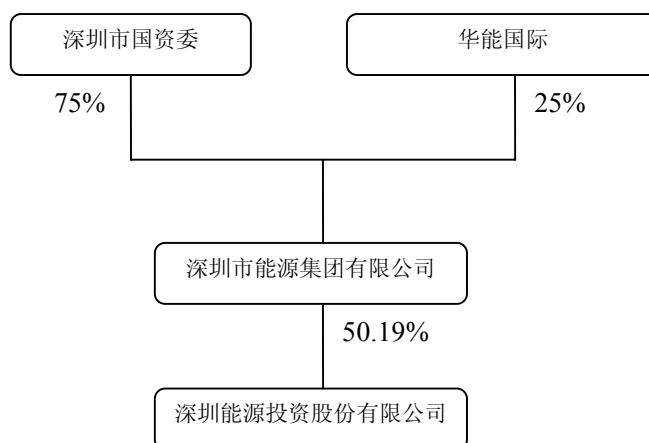 深圳市国资委
华能国际
75%
25%
深圳市能源集团有限公司
50.19%
深圳能源投资股份有限公司